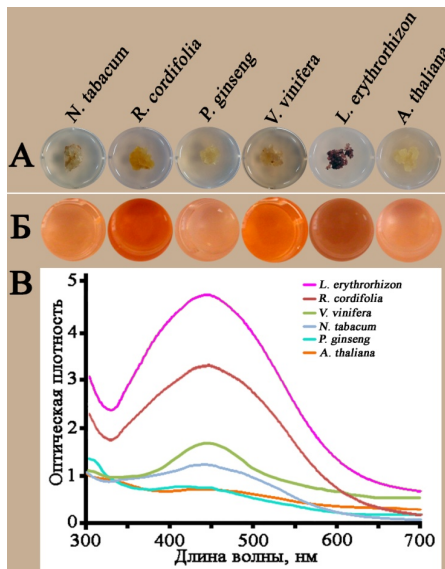 N. tabacum
R. cordifolia
P. ginseng
V. vinifera
L. erythrorhizon
A. thaliana
А
Б
В
Оптическая плотность
5
4
3
2
1
0
L. erythrorhizon
R. cordifolia
V. vinifera
N. tabacum
P. ginseng
A. thaliana
300 400 500 600 700
Длина волны, нм